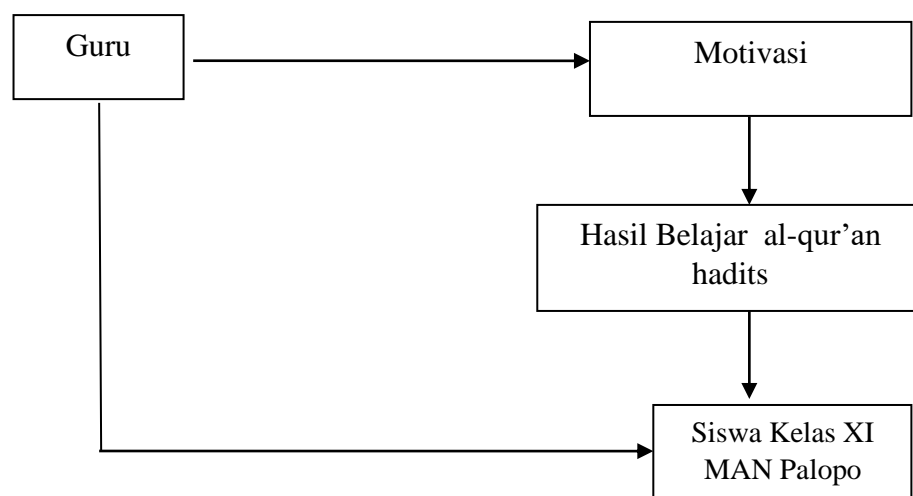 Guru
Motivasi
Hasil Belajar al-qur'an
hadits
Siswa Kelas XI
MAN Palopo